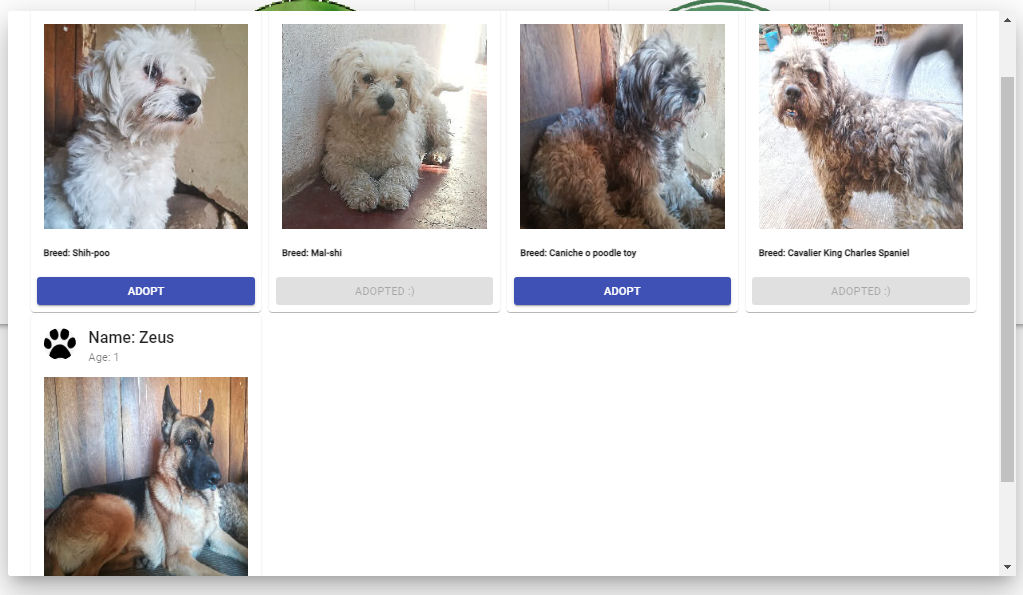 Breed: Shih-poo
Breed: Mal-shi
Breed: Caniche o poodle toy
Breed: Cavalier King Charles Spaniel
ADOPT
ADOPTED :)
ADOPT
ADOPTED :)
Name: Zeus
Age: 1